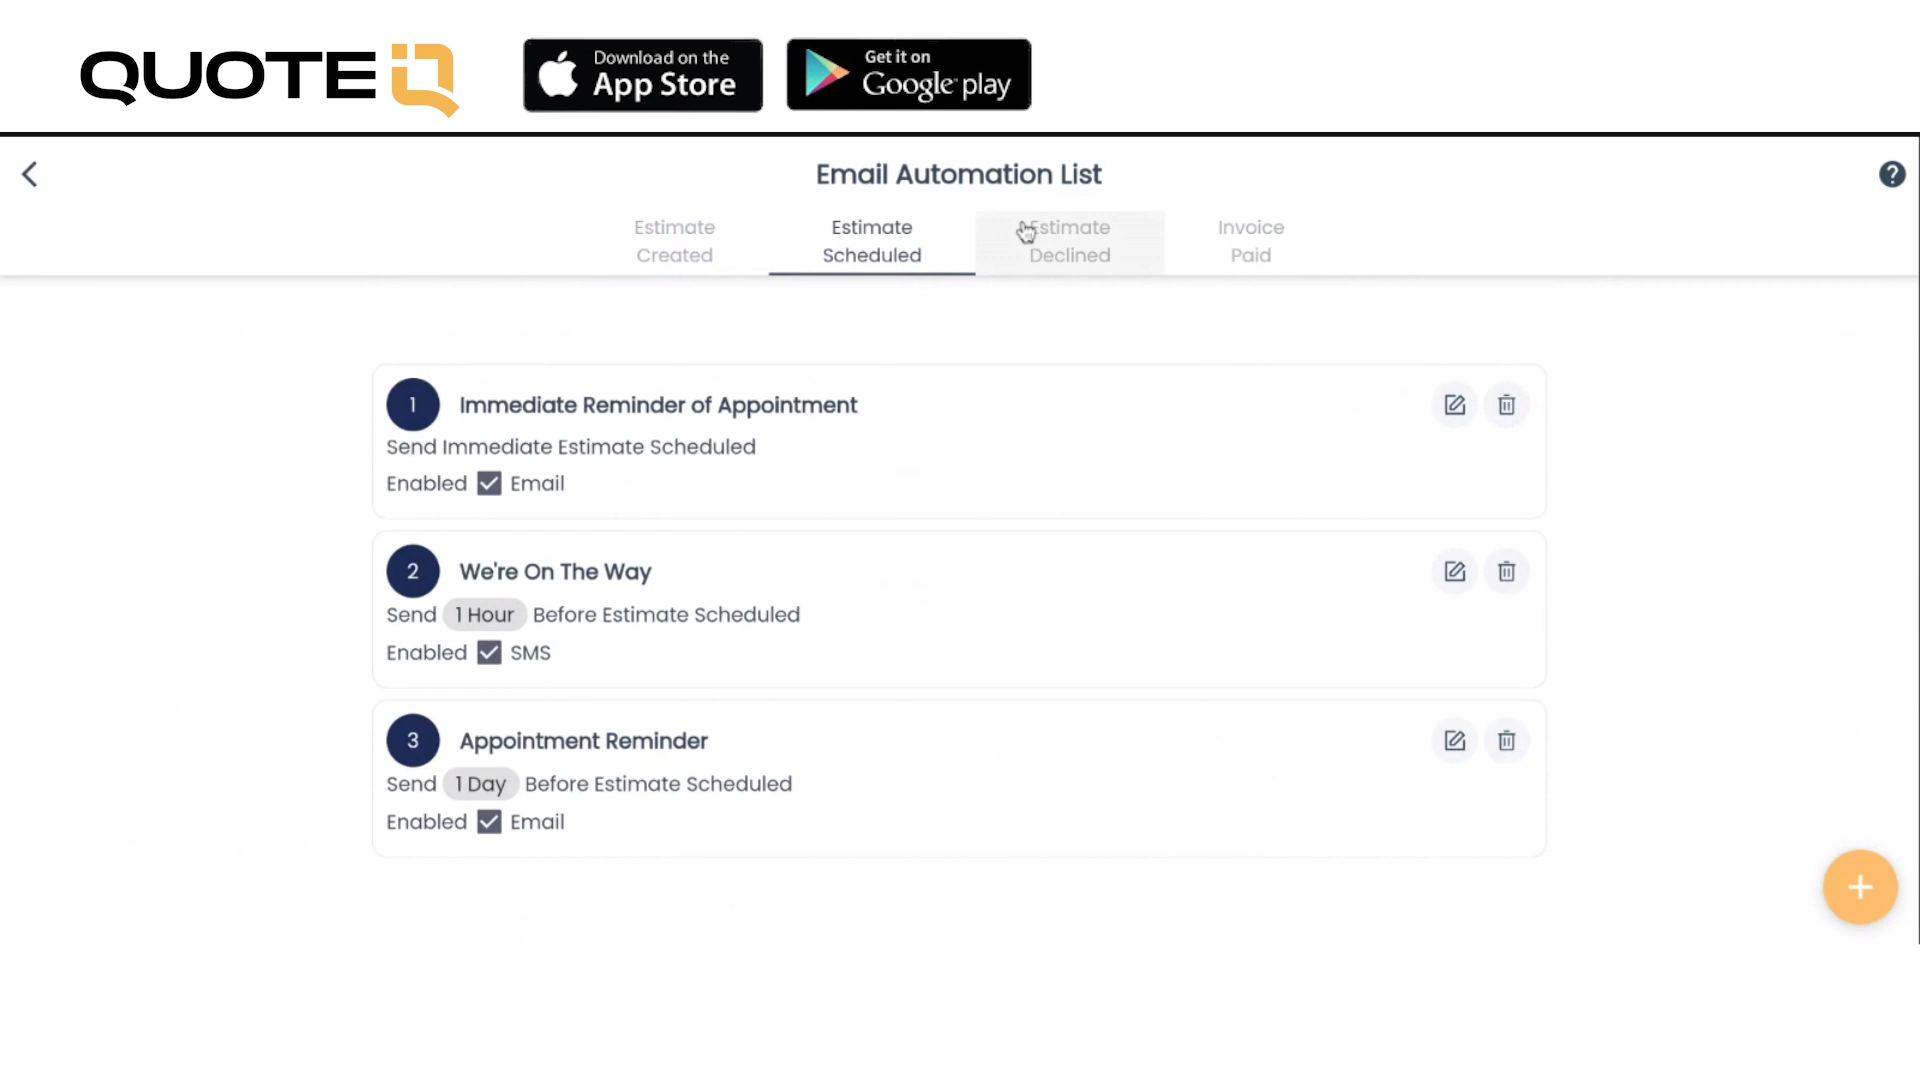 QUOTE IQ
Download on the
App Store
Get it on
Google play
Email Automation List
?
Estimate
Created
Estimate
Scheduled
Estimate
Declined
Invoice
Paid
1 Immediate Reminder of Appointment
Send Immediate Estimate Scheduled
Enabled Email
2 We're On The Way
Send 1 Hour Before Estimate Scheduled
Enabled SMS
3 Appointment Reminder
Send 1 Day Before Estimate Scheduled
Enabled Email
+